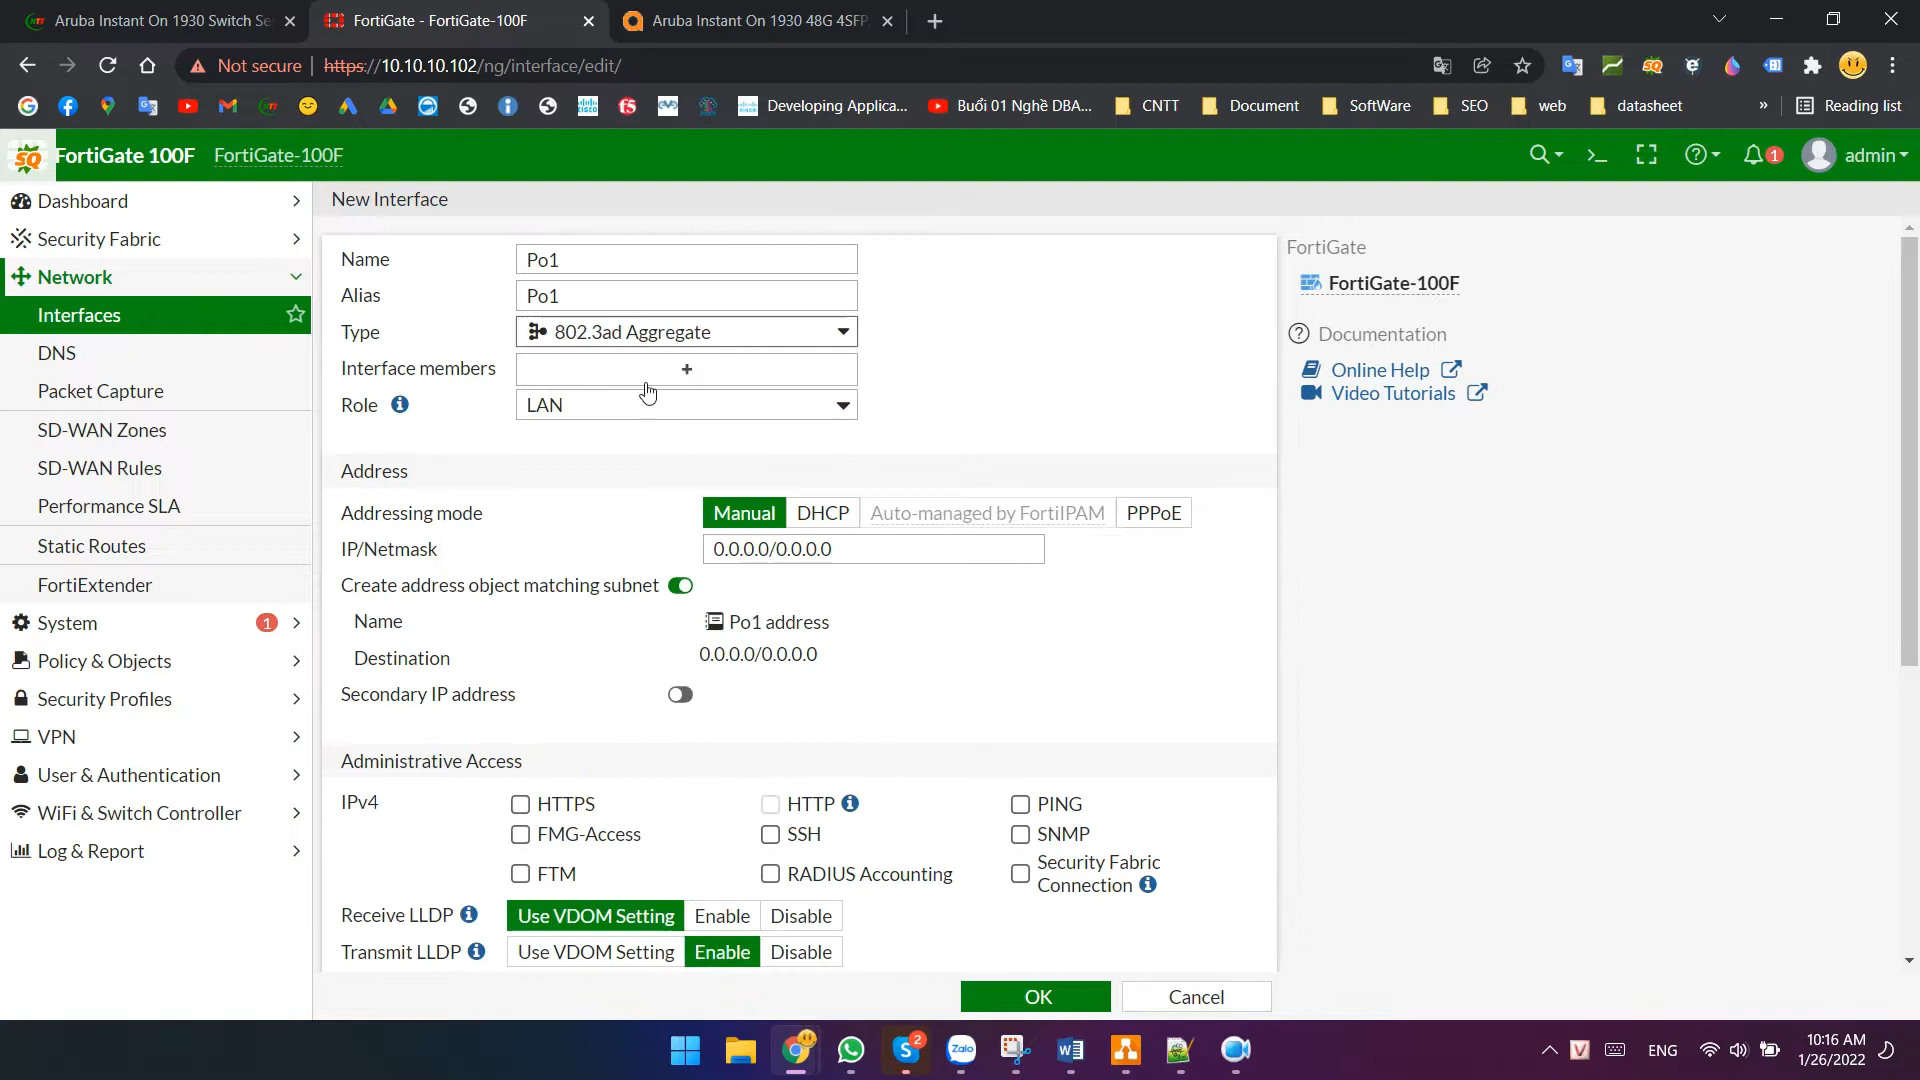 Aruba Instant On 1930 Switch Se
FortiGate - FortiGate-100F
Aruba Instant On 1930 48G 4SFP
Not secure
https://10.10.10.102/ng/interface/edit/
Developing Applica...
Buổi 01 Nghề DBA...
CNTT
Document
SoftWare
SEO
web
datasheet
»
Reading list
SQ
FortiGate 100F
FortiGate-100F
1
admin
Dashboard
Security Fabric
Network
Interfaces
DNS
Packet Capture
SD-WAN Zones
SD-WAN Rules
Performance SLA
Static Routes
FortiExtender
System
1
Policy & Objects
Security Profiles
VPN
User & Authentication
WiFi & Switch Controller
Log & Report
New Interface
Name
Po1
Alias
Po1
Type
802.3ad Aggregate
Interface members
+
Role
LAN
Address
Addressing mode
Manual
DHCP
Auto-managed by FortiIPAM
PPPoE
IP/Netmask
0.0.0.0/0.0.0.0
Create address object matching subnet
Name
Po1 address
Destination
0.0.0.0/0.0.0.0
Secondary IP address
Administrative Access
IPv4
HTTPS
HTTP
PING
FMG-Access
SSH
SNMP
FTM
RADIUS Accounting
Security Fabric
Connection
Receive LLDP
Use VDOM Setting
Enable
Disable
Transmit LLDP
Use VDOM Setting
Enable
Disable
OK
Cancel
FortiGate
FortiGate-100F
Documentation
Online Help
Video Tutorials
2
Zalo
ENG
10:16 AM
1/26/2022